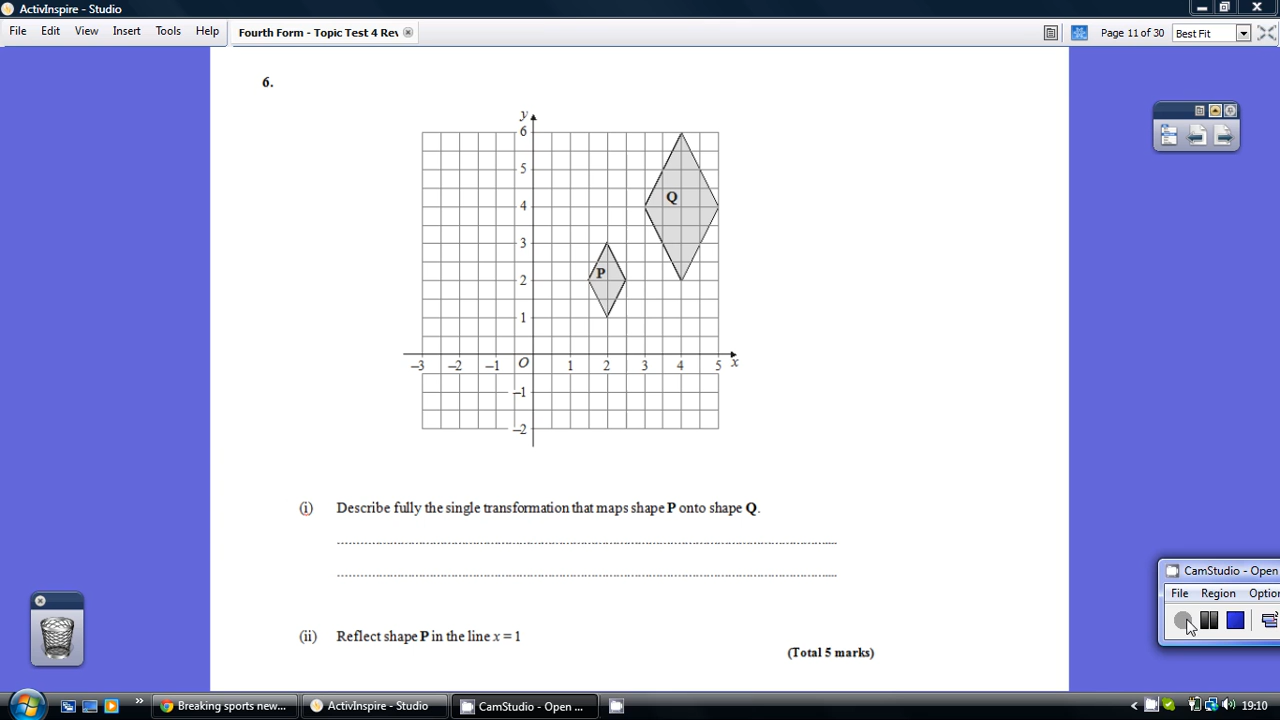 ActivInspire - Studio
File Edit View Insert Tools Help
Fourth Form - Topic Test 4 Rev
Page 11 of 30
Best Fit
6.
y
6
5
4
3
2
1
O
–1
–2
–3 –2 –1 1 2 3 4 5 x
Q
P
(i) Describe fully the single transformation that maps shape P onto shape Q.
(ii) Reflect shape P in the line x = 1
(Total 5 marks)
CamStudio - Open
File Region Option
Breaking sports new...
ActivInspire - Studio
CamStudio - Open ...
19:10